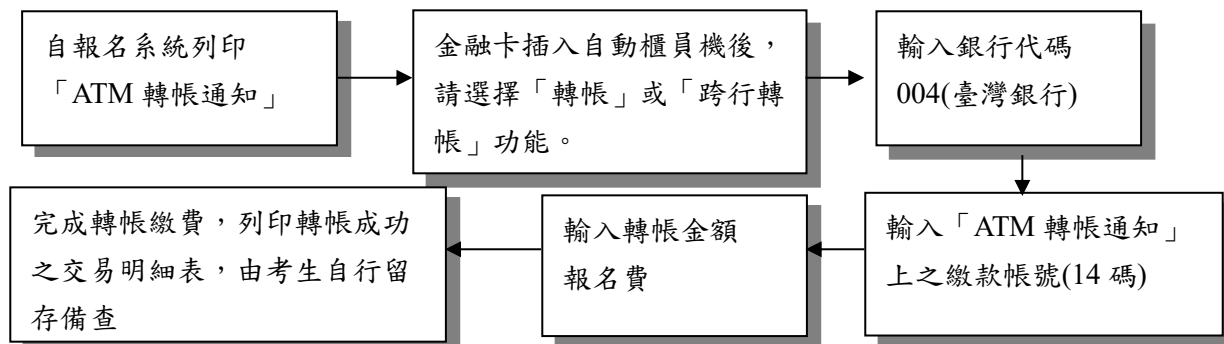 自報名系統列印
「ATM 轉帳通知」
金融卡插入自動櫃員機後，
請選擇「轉帳」或「跨行轉
帳」功能。
輸入銀行代碼
004(臺灣銀行)
輸入「ATM 轉帳通知」
上之繳款帳號(14 碼)
輸入轉帳金額
報名費
完成轉帳繳費，列印轉帳成功
之交易明細表，由考生自行留
存備查